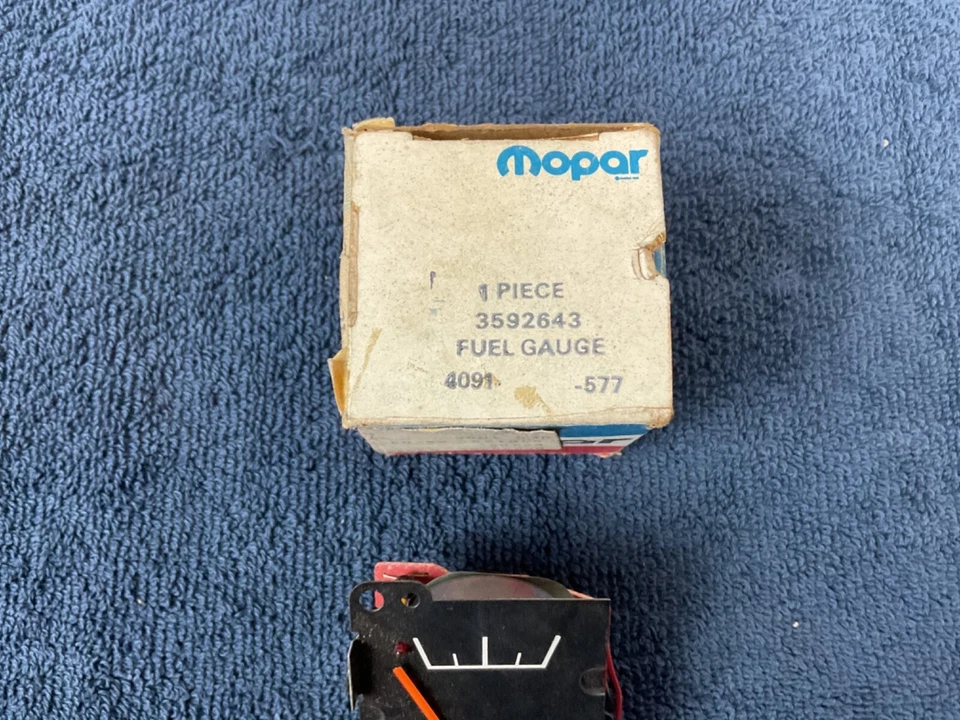 Mopar
1 PIECE
3592643
FUEL GAUGE
4091 -577